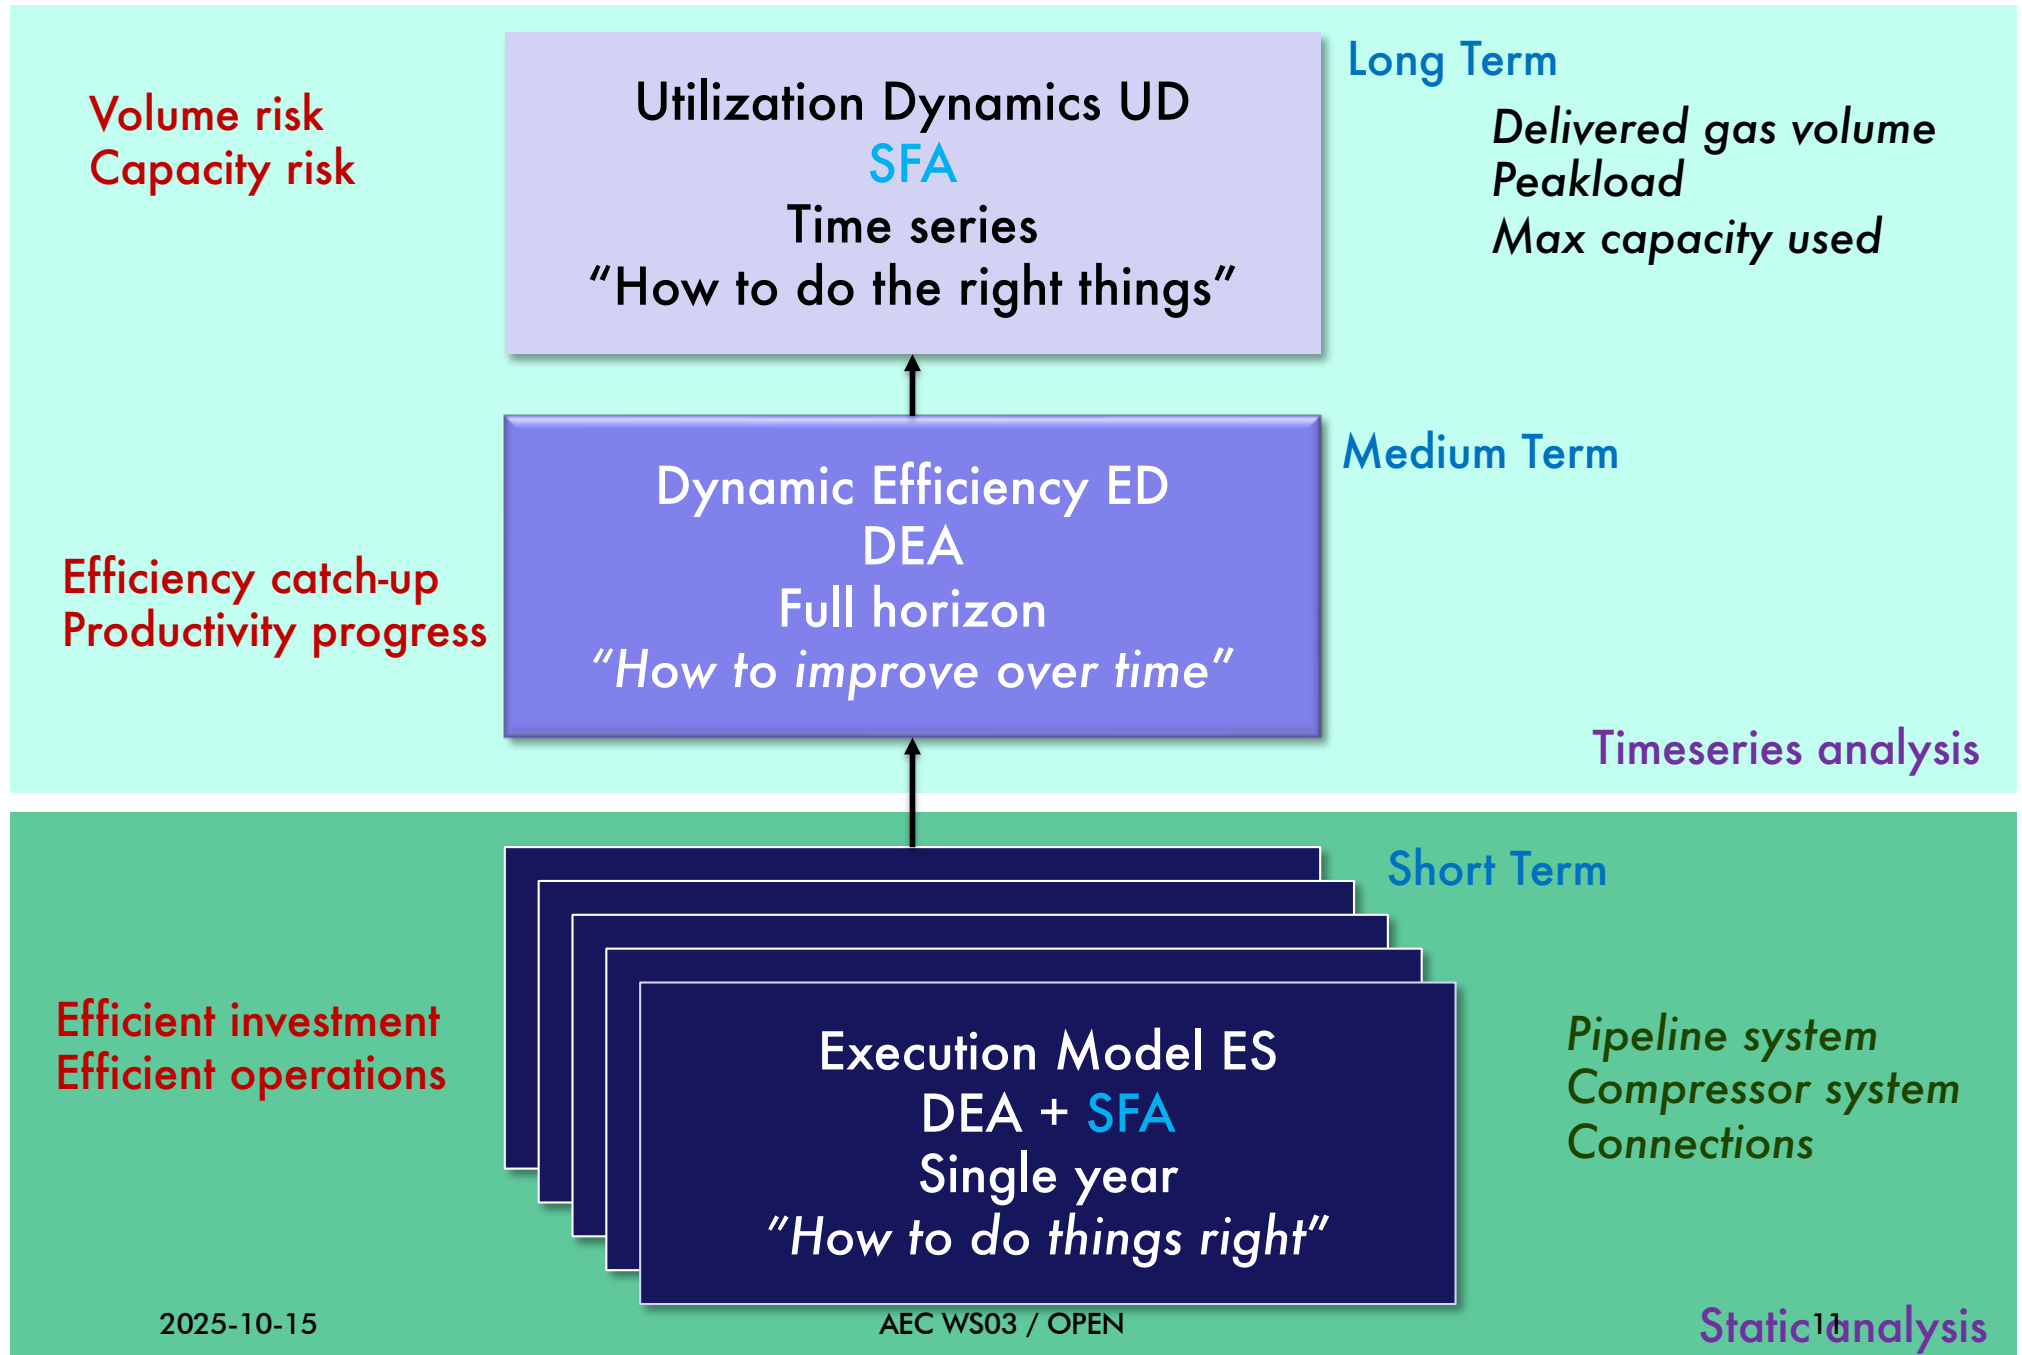 Volume risk
Capacity risk
Utilization Dynamics UD
SFA
Time series
“How to do the right things”
Long Term
Delivered gas volume
Peakload
Max capacity used
Efficiency catch-up
Productivity progress
Dynamic Efficiency ED
DEA
Full horizon
“How to improve over time”
Medium Term
Timeseries analysis
Short Term
Efficient investment
Efficient operations
Execution Model ES
DEA + SFA
Single year
“How to do things right”
Pipeline system
Compressor system
Connections
2025-10-15
AEC WS03 / OPEN
11
Static analysis